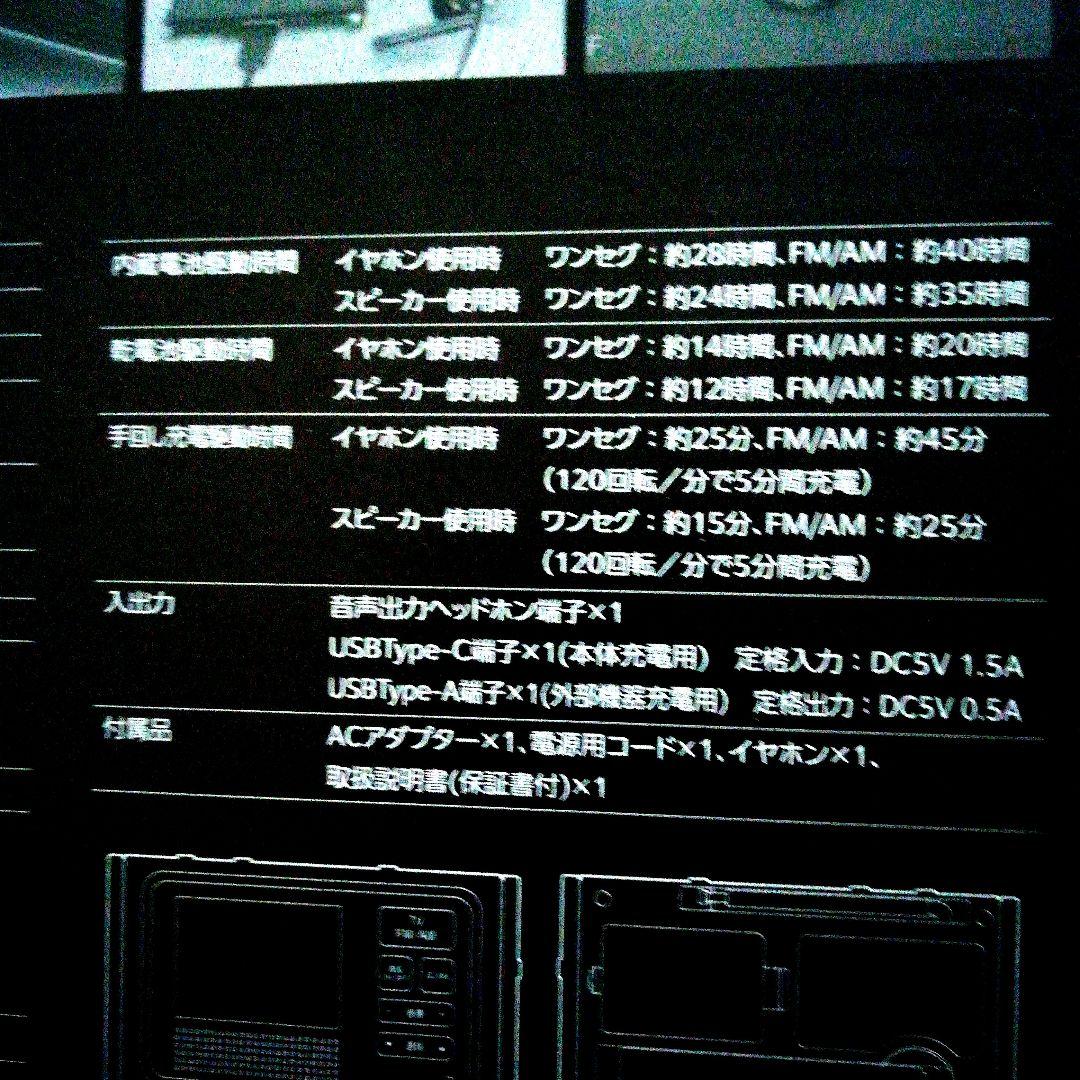 内蔵電池駆動時間 イヤホン使用時 ワンセグ：約28時間、FM/AM：約40時間
スピーカー使用時 ワンセグ：約24時間、FM/AM：約35時間
乾電池駆動時間 イヤホン使用時 ワンセグ：約14時間、FM/AM：約20時間
スピーカー使用時 ワンセグ：約12時間、FM/AM：約17時間
手回し充電駆動時間 イヤホン使用時 ワンセグ：約25分、FM/AM：約45分
（120回転／分で5分間充電）
スピーカー使用時 ワンセグ：約15分、FM/AM：約25分
（120回転／分で5分間充電）
入出力 音声出力ヘッドホン端子×1
USBType-C端子×1(本体充電用) 定格入力：DC5V 1.5A
USBType-A端子×1(外部機器充電用) 定格出力：DC5V 0.5A
付属品 ACアダプター×1、電源用コード×1、イヤホン×1、
取扱説明書(保証書付)×1